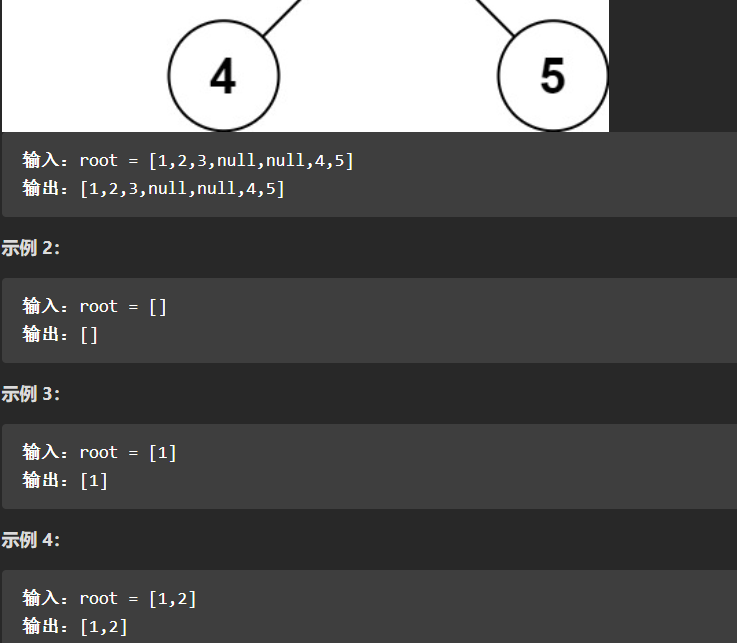 4 5
输入：root = [1,2,3,null,null,4,5]
输出：[1,2,3,null,null,4,5]
示例 2：
输入：root = []
输出：[]
示例 3：
输入：root = [1]
输出：[1]
示例 4：
输入：root = [1,2]
输出：[1,2]